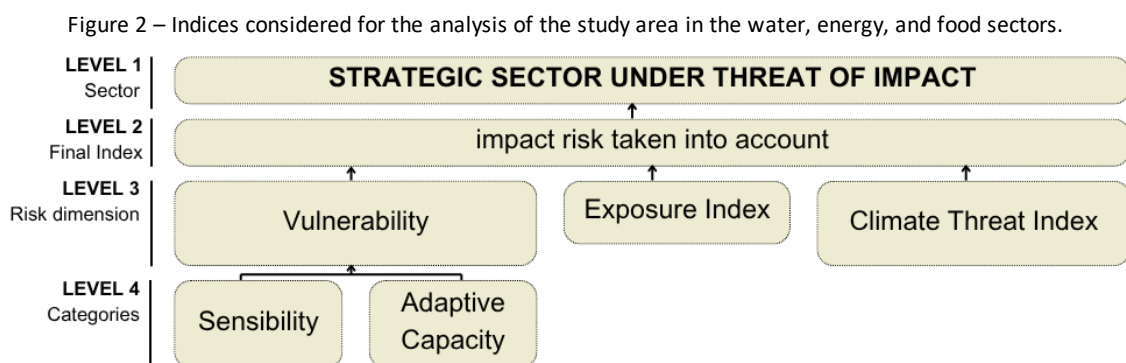 Figure 2 – Indices considered for the analysis of the study area in the water, energy, and food sectors.
LEVEL 1
Sector
STRATEGIC SECTOR UNDER THREAT OF IMPACT
LEVEL 2
Final Index
impact risk taken into account
LEVEL 3
Risk dimension
Vulnerability
Exposure Index
Climate Threat Index
LEVEL 4
Categories
Sensibility
Adaptive
Capacity